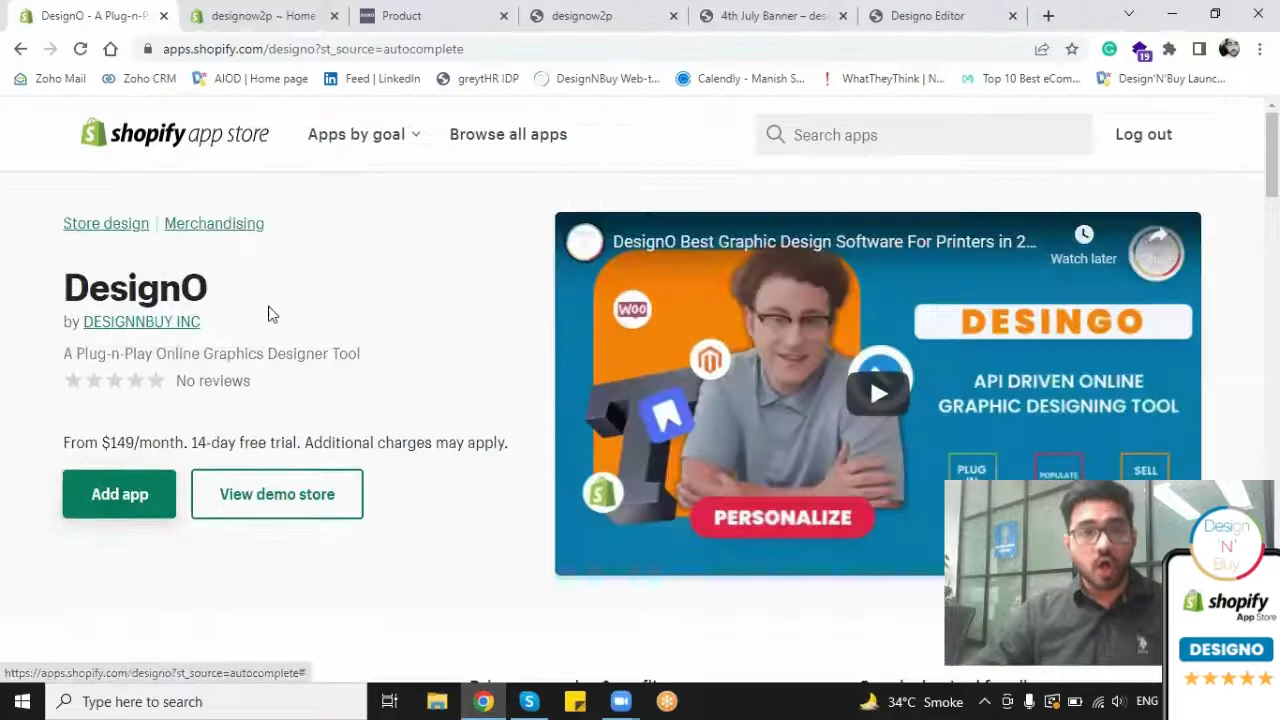 DesignO - A Plug-n-P
designow2p ~ Home
Product
designow2p
4th July Banner – des
Designo Editor
apps.shopify.com/designo?st_source=autocomplete
19
Zoho Mail
Zoho CRM
AIOD | Home page
Feed | LinkedIn
greytHR IDP
DesignNBuy Web-t...
Calendly - Manish S...
WhatTheyThink | N...
Top 10 Best eCom...
Design'N'Buy Launc...
shopify app store
Apps by goal
Browse all apps
Search apps
Log out
Store design | Merchandising
DesignO
by DESIGNNBUY INC
A Plug-n-Play Online Graphics Designer Tool
No reviews
From $149/month. 14-day free trial. Additional charges may apply.
Add app
View demo store
DesignO Best Graphic Design Software For Printers in 2...
Watch later
WOO
DESINGO
API DRIVEN ONLINE
GRAPHIC DESIGNING TOOL
PLUG
POPULATE
SELL
PERSONALIZE
Design
'N'
Buy
shopify
App Store
DESIGNO
https://apps.shopify.com/designo?st_source=autocomplete#
Type here to search
34°C Smoke
ENG